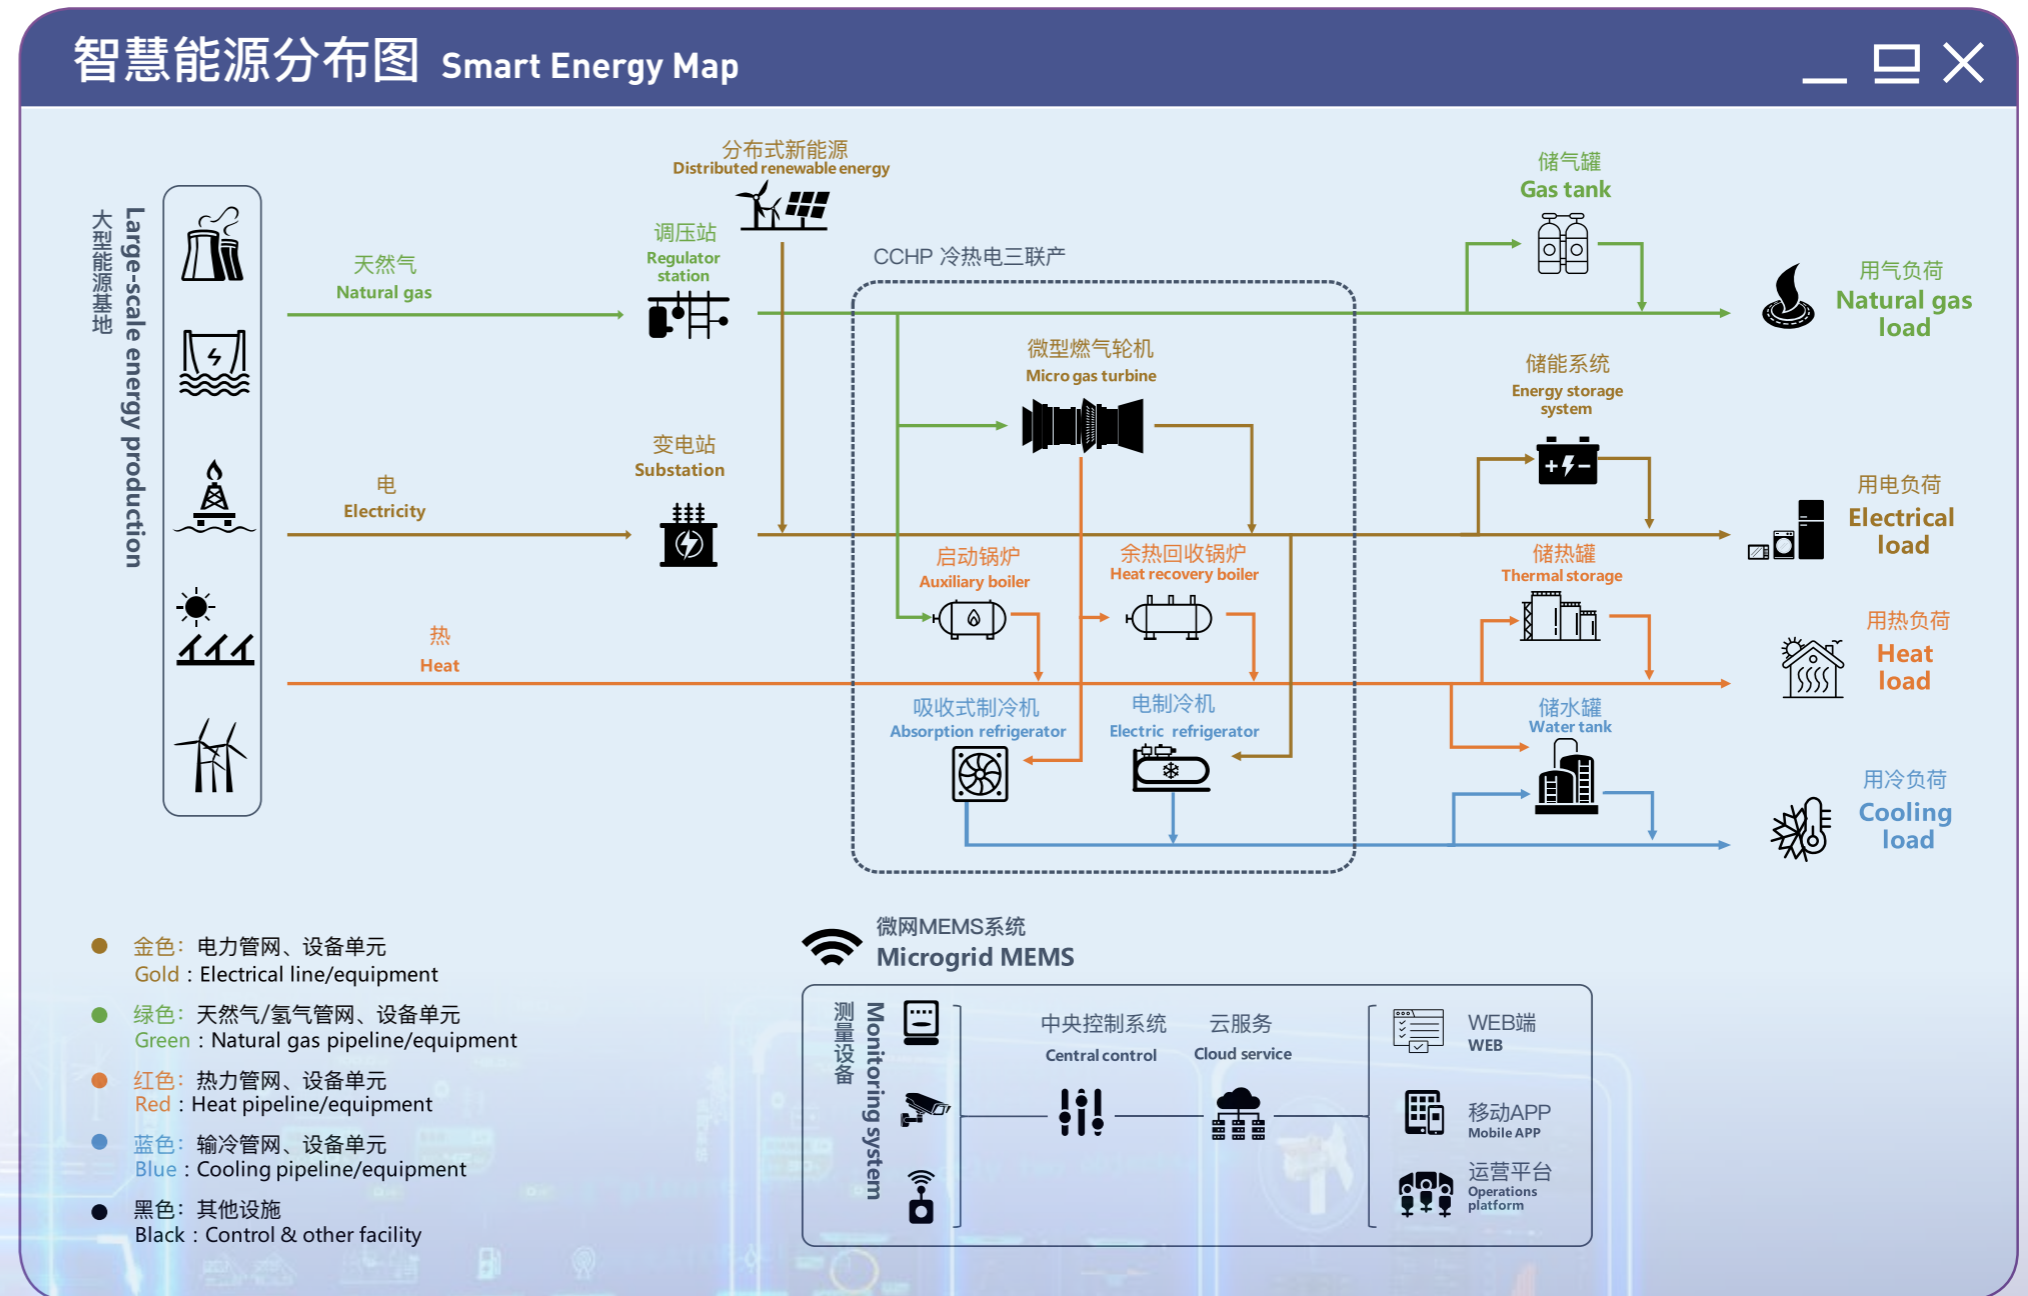 智慧能源分布图 Smart Energy Map
大型能源基地
Large-scale energy production
天然气
Natural gas
电
Electricity
热
Heat
分布式新能源
Distributed renewable energy
调压站
Regulator
station
变电站
Substation
CCHP 冷热电三联产
微型燃气轮机
Micro gas turbine
启动锅炉
Auxiliary boiler
余热回收锅炉
Heat recovery boiler
吸收式制冷机
Absorption refrigerator
电制冷机
Electric refrigerator
储气罐
Gas tank
储能系统
Energy storage
system
储热罐
Thermal storage
储水罐
Water tank
用气负荷
Natural gas
load
用电负荷
Electrical
load
用热负荷
Heat
load
用冷负荷
Cooling
load
金色：电力管网、设备单元
Gold : Electrical line/equipment
绿色：天然气/氢气管网、设备单元
Green : Natural gas pipeline/equipment
红色：热力管网、设备单元
Red : Heat pipeline/equipment
蓝色：输冷管网、设备单元
Blue : Cooling pipeline/equipment
黑色：其他设施
Black : Control & other facility
微网MEMS系统
Microgrid MEMS
测量设备
Monitoring system
中央控制系统
Central control
云服务
Cloud service
WEB端
WEB
移动APP
Mobile APP
运营平台
Operations
platform